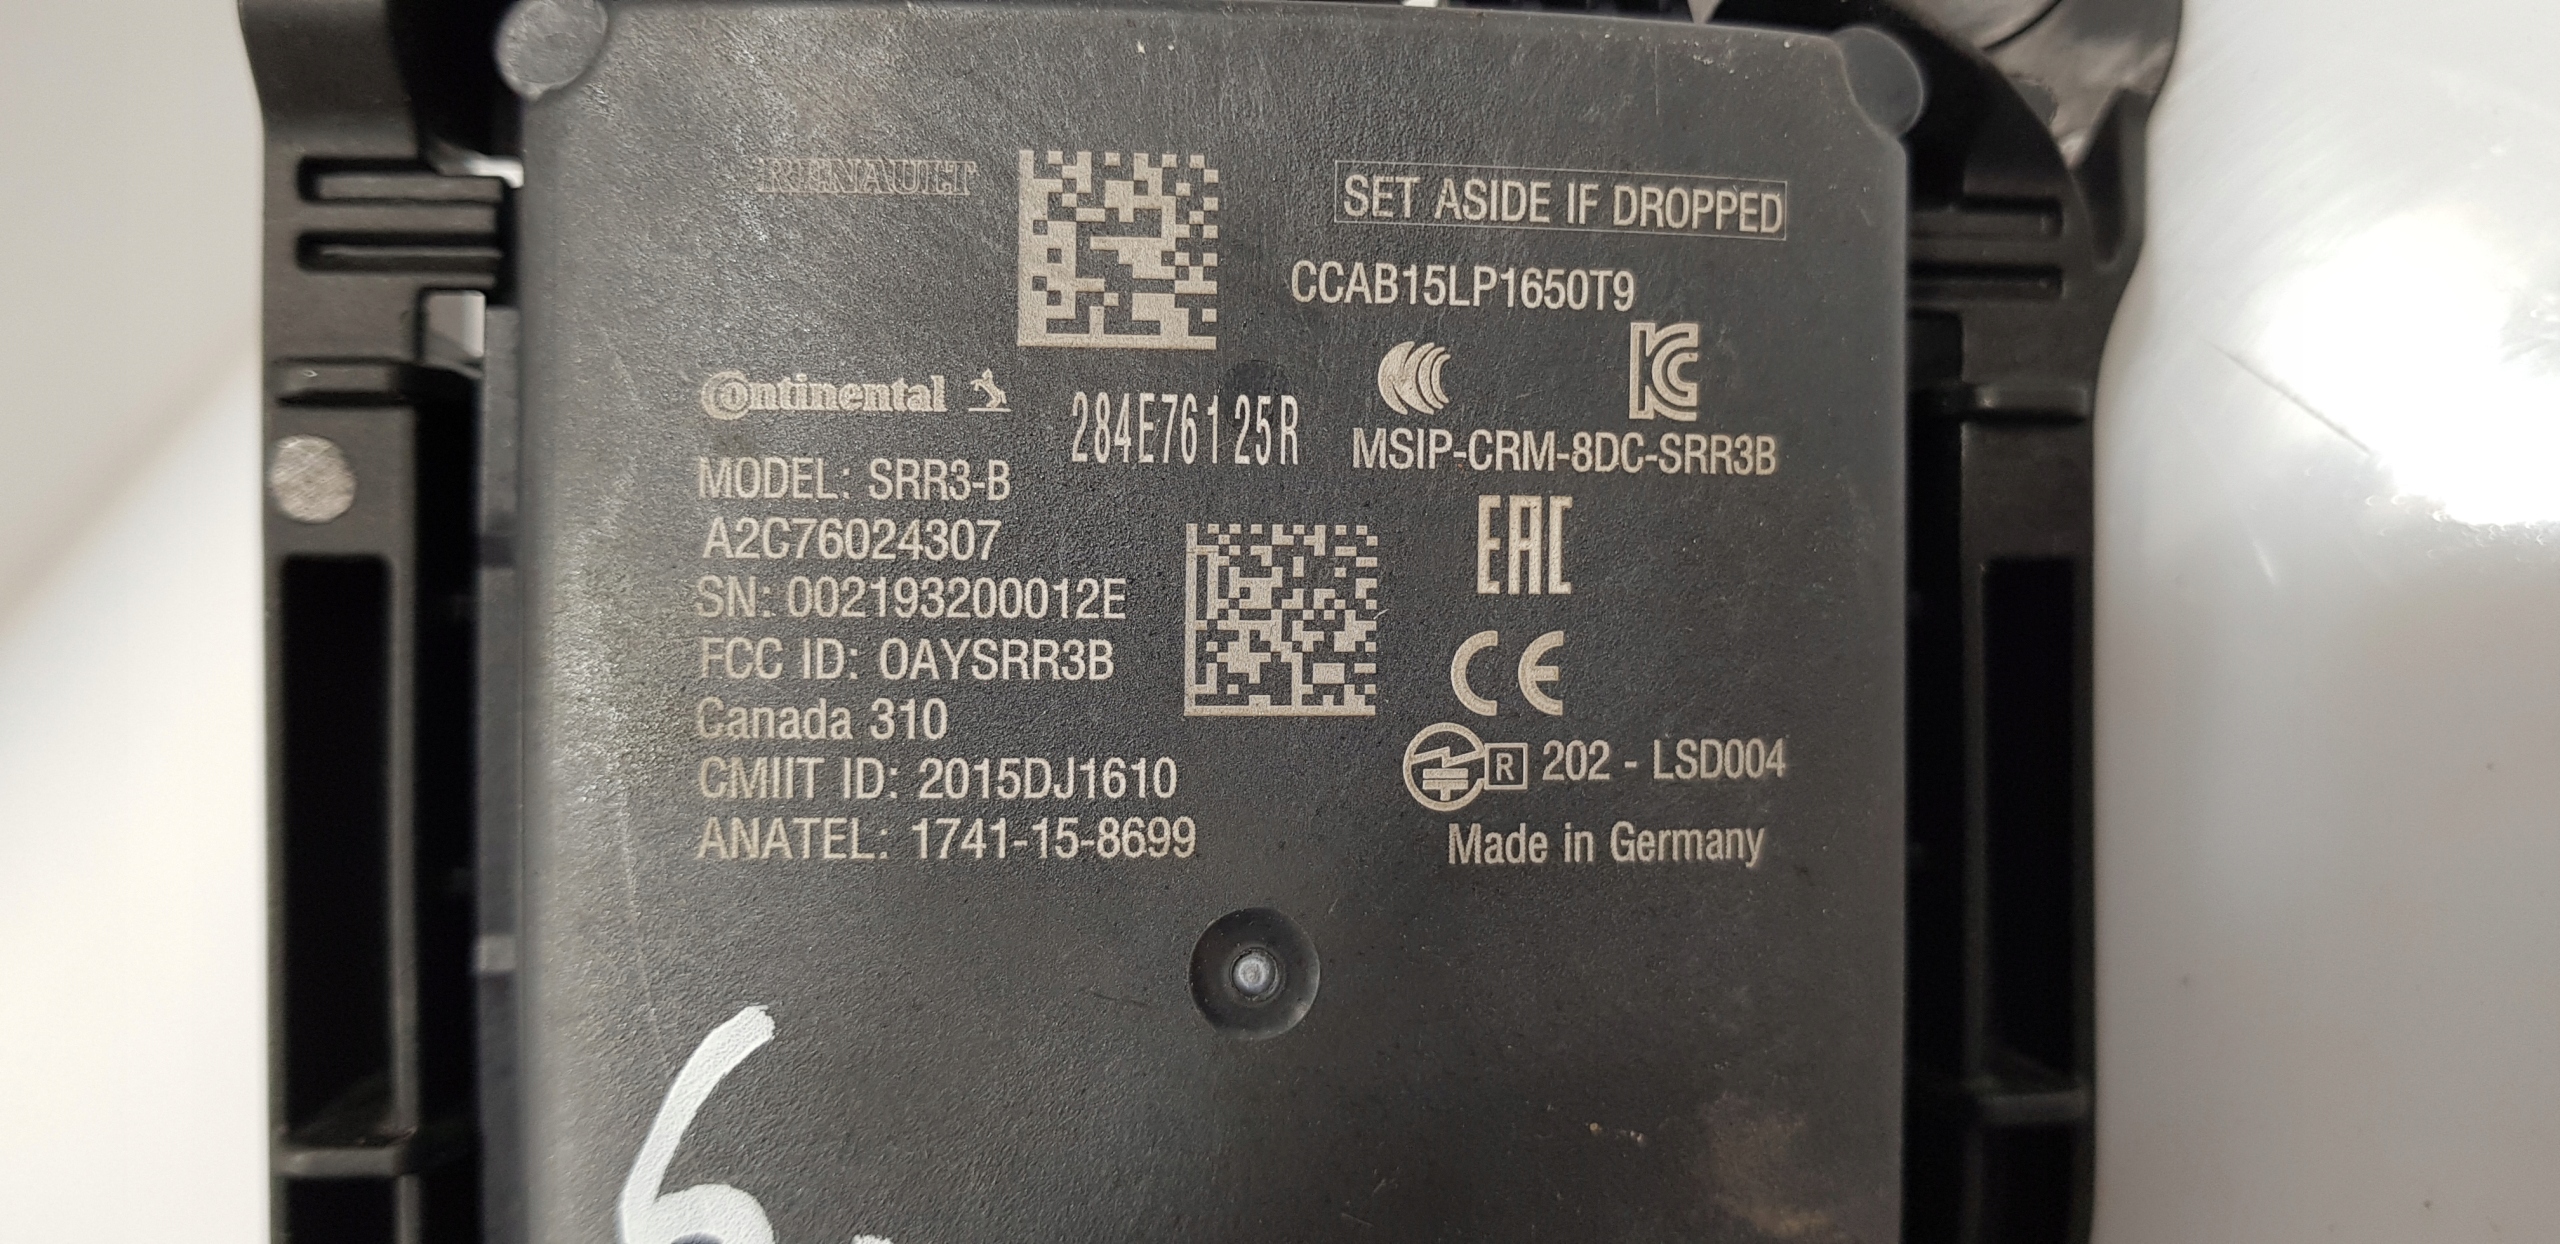 RENAULT
SET ASIDE IF DROPPED
CCAB15LP1650T9
Continental
284E76125R
MSIP-CRM-8DC-SRR3B
MODEL: SRR3-B
A2C76024307
SN: 002193200012E
EAC
FCC ID: OAYSRR3B
CE
Canada 310
R 202 - LSD004
CMIIT ID: 2015DJ1610
ANATEL: 1741-15-8699
Made in Germany
6